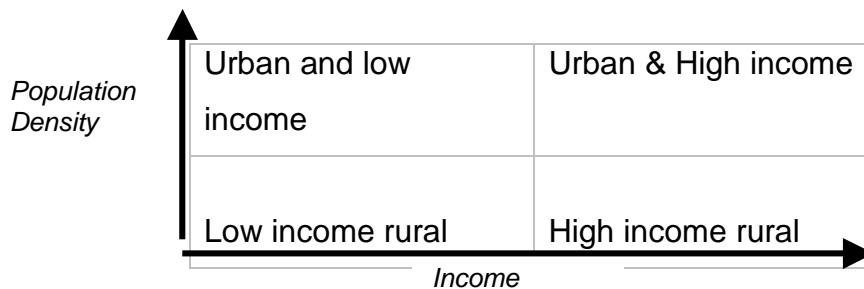 Population
Density
Urban and low
income
Urban & High income
Low income rural
High income rural
Income